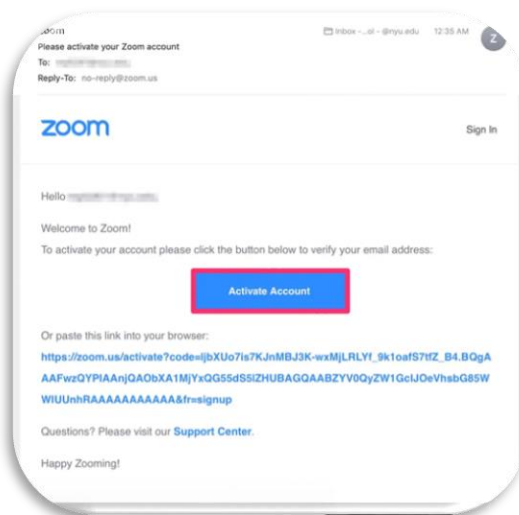 zoom
Inbox - ...ol - @nyu.edu 12:35 AM
Z
Please activate your Zoom account
To:
Reply-To: no-reply@zoom.us
zoom
Sign In
Hello
Welcome to Zoom!
To activate your account please click the button below to verify your email address:
Activate Account
Or paste this link into your browser:
https://zoom.us/activate?code=ljbXUo7is7KJnMBJ3K-wxMjLRLYf_9k1oafS7tfZ_B4.BQgA
AAFwzQYPIAAnjQAObXA1MjYxQG55dS5lZHUBAGQAABZYV0QyZW1GclJOeVhsbG85W
WlUUnhRAAAAAAAAAAA&fr=signup
Questions? Please visit our Support Center.
Happy Zooming!